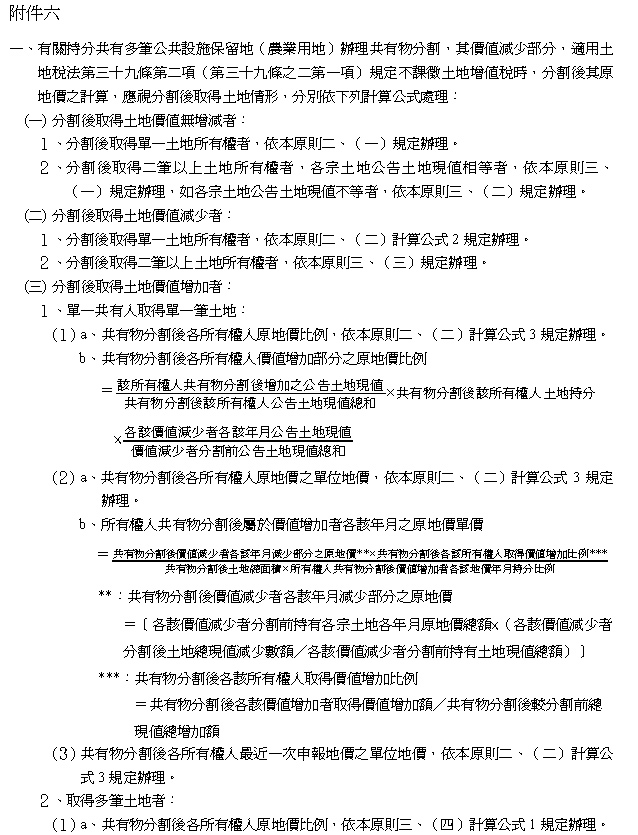 附件六
一、有關持分共有多筆公共設施保留地（農業用地）辦理共有物分割，其價值減少部分，適用土
地稅法第三十九條第二項（第三十九條之二第一項）規定不課徵土地增值稅時，分割後其原
地價之計算，應視分割後取得土地情形，分別依下列計算公式處理：
(一)分割後取得土地價值無增減者：
１、分割後取得單一土地所有權者，依本原則二、（一）規定辦理。
２、分割後取得二筆以上土地所有權者，各宗土地公告土地現值相等者，依本原則三、
（一）規定辦理，如各宗土地公告土地現值不等者，依本原則三、（二）規定辦理。
(二)分割後取得土地價值減少者：
１、分割後取得單一土地所有權者，依本原則二、（二）計算公式2規定辦理。
２、分割後取得二筆以上土地所有權者，依本原則三、（三）規定辦理。
(三)分割後取得土地價值增加者：
１、單一共有人取得單一筆土地：
(1)a、共有物分割後各所有權人原地價比例，依本原則二、（二）計算公式3規定辦理。
b、共有物分割後各所有權人價值增加部分之原地價比例
＝該所有權人共有物分割後增加之公告土地現值
共有物分割後該所有權人公告土地現值總和
×共有物分割後該所有權人土地持分
×各該價值減少者各該年月公告土地現值
價值減少者分割前公告土地現值總和
(2)a、共有物分割後各所有權人原地價之單位地價，依本原則二、（二）計算公式3規定
辦理。
b、所有權人共有物分割後屬於價值增加者各該年月之原地價單價
＝共有物分割後價值減少者各該年月減少部分之原地價**×共有物分割後各該所有權人取得價值增加比例***
共有物分割後土地總面積×所有權人共有物分割後價值增加者各該地價年月持分比例
**：共有物分割後價值減少者各該年月減少部分之原地價
＝〔各該價值減少者分割前持有各宗土地各年月原地價總額x（各該價值減少者
分割後土地總現值減少數額／各該價值減少者分割前持有土地現值總額）〕
***：共有物分割後各該所有權人取得價值增加比例
＝共有物分割後各該價值增加者取得價值增加額／共有物分割後較分割前總
現值總增加額
(3)共有物分割後各所有權人最近一次申報地價之單位地價，依本原則二、（二）計算公
式3規定辦理。
２、取得多筆土地者：
(1)a、共有物分割後各所有權人原地價比例，依本原則三、（四）計算公式1規定辦理。